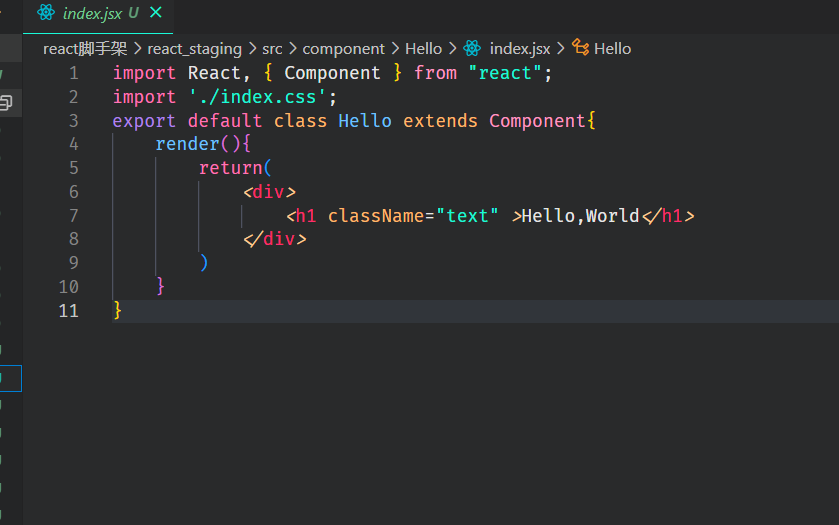 index.jsx U
react脚手架 > react_staging > src > component > Hello > index.jsx > Hello
1 import React, { Component } from "react";
2 import './index.css';
3 export default class Hello extends Component{
4 render(){
5 return(
6 <div>
7 <h1 className="text" >Hello,World</h1>
8 </div>
9 )
10 }
11 }